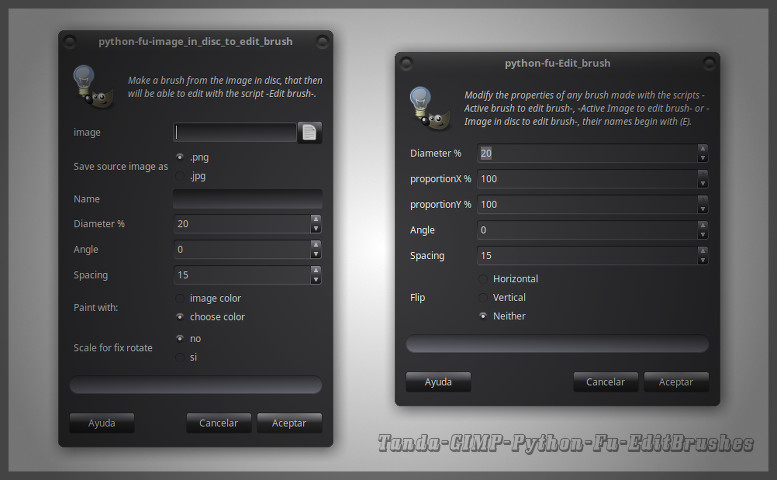 python-fu-image_in_disc_to_edit_brush
Make a brush from the image in disc, that then
will be able to edit with the script -Edit brush-.
image
Save source image as
.png
.jpg
Name
Diameter %
20
Angle
0
Spacing
15
Paint with:
image color
choose color
Scale for fix rotate
no
si
Ayuda
Cancelar
Aceptar
python-fu-Edit_brush
Modify the properties of any brush made with the scripts -
Active brush to edit brush-, -Active Image to edit brush- or -
Image in disc to edit brush-, their names begin with (E).
Diameter %
20
proportionX %
100
proportionY %
100
Angle
0
Spacing
15
Flip
Horizontal
Vertical
Neither
Ayuda
Cancelar
Aceptar
Tanda-GIMP-Python-Fu-EditBrushes